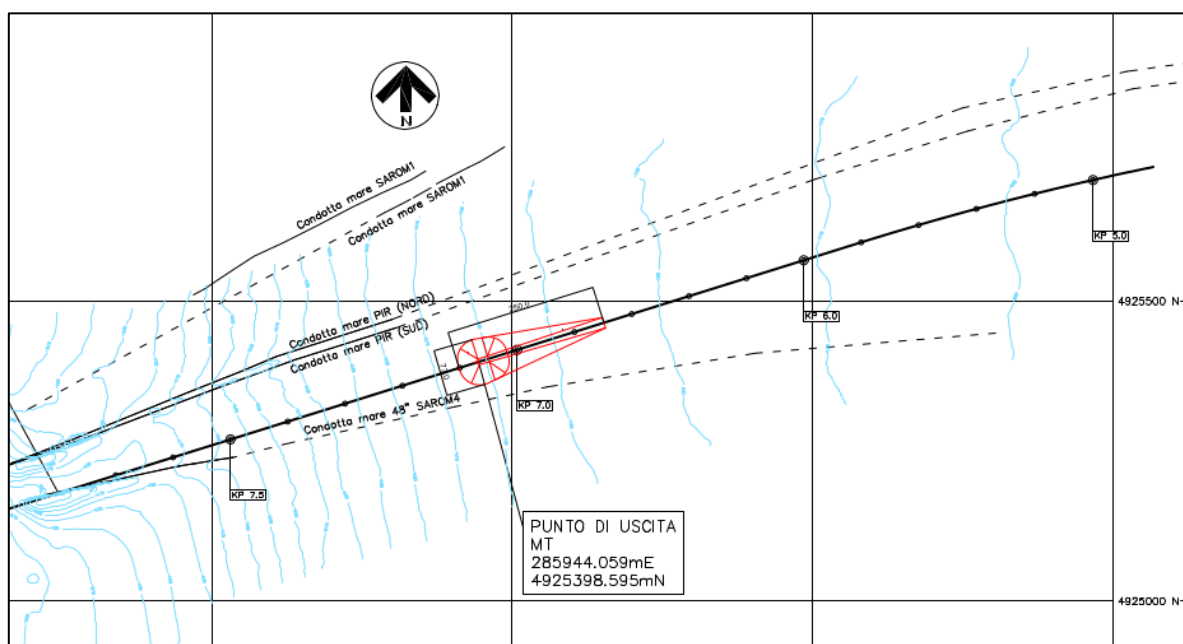 N
Condotta mare SAROM1
Condotta mare SAROM1
KP 5.0
4925500 N
KP 6.0
Condotta mare PIR (NORD)
Condotta mare PIR (SUD)
KP 7.0
Condotta mare 48" SAROM4
KP 7.5
PUNTO DI USCITA
MT
285944.059mE
4925398.595mN
4925000 N